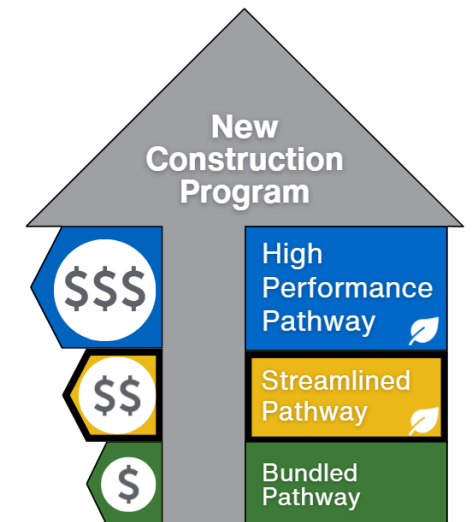 New
Construction
Program
$$$
High
Performance
Pathway
$$
Streamlined
Pathway
$
Bundled
Pathway